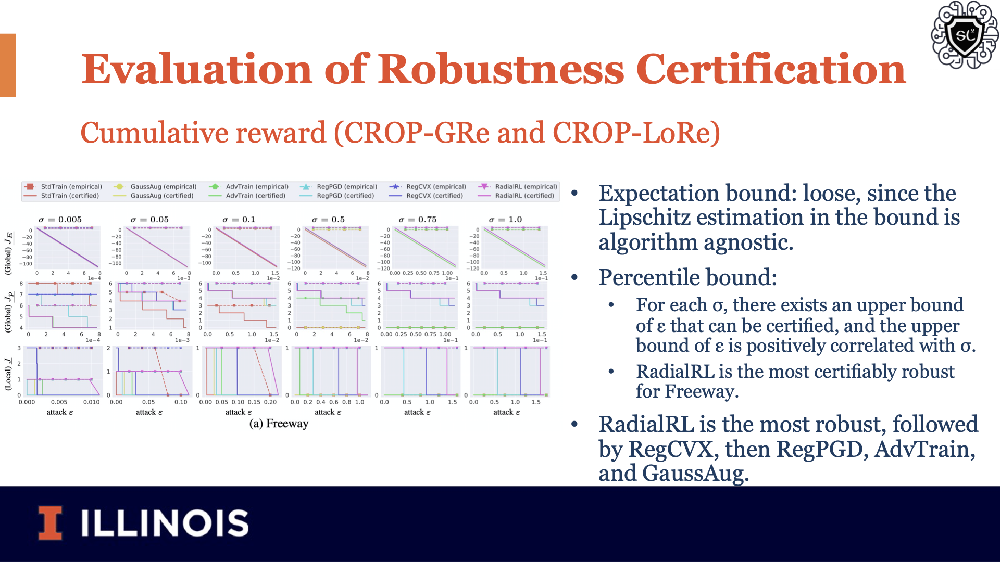 SL²
Evaluation of Robustness Certification
Cumulative reward (CROP-GRe and CROP-LoRe)
StdTrain (empirical) GaussAug (empirical) AdvTrain (empirical) RegPGD (empirical) RegCVX (empirical) RadialRL (empirical)
StdTrain (certified) GaussAug (certified) AdvTrain (certified) RegPGD (certified) RegCVX (certified) RadialRL (certified)
σ = 0.005 σ = 0.05 σ = 0.1 σ = 0.5 σ = 0.75 σ = 1.0
(Global) J_E
0 −20 −40 −60 −80 −100
0 2 4 6 8 1e−4
0 −20 −40 −60 −80 −100
0 2 4 6 8 1e−3
0 −20 −40 −60 −80 −100
0.0 0.5 1.0 1.5 1e−2
0 −20 −40 −60 −80 −100 −120
0 2 4 6 8 1e−2
0 −20 −40 −60 −80 −100 −120
0.00 0.25 0.50 0.75 1.00 1e−1
0 −20 −40 −60 −80 −100 −120
0.0 0.5 1.0 1.5 1e−1
(Global) J_p
8 7 6 5 4
0 2 4 6 8 1e−4
6 5 4 3 2 1
0 2 4 6 8 1e−3
6 5 4 3 2 1 0
0.0 0.5 1.0 1.5 1e−2
6 5 4 3 2 1 0
0 2 4 6 8 1e−2
6 5 4 3 2 1 0
0.00 0.25 0.50 0.75 1.00 1e−1
6 5 4 3 2 1 0
0.0 0.5 1.0 1.5 1e−1
(Local) J
3 2 1 0
0.000 0.005 0.010
2 1 0
0.00 0.05 0.10
1 0
0.00 0.05 0.10 0.15 0.20
1 0
0.0 0.2 0.4 0.6 0.8 1.0
1 0
0.0 0.5 1.0 1.5
1 0
0.0 0.5 1.0 1.5
attack ε attack ε attack ε attack ε attack ε attack ε
(a) Freeway
• Expectation bound: loose, since the
Lipschitz estimation in the bound is
algorithm agnostic.
• Percentile bound:
• For each σ, there exists an upper bound
of ε that can be certified, and the upper
bound of ε is positively correlated with σ.
• RadialRL is the most certifiably robust
for Freeway.
• RadialRL is the most robust, followed
by RegCVX, then RegPGD, AdvTrain,
and GaussAug.
I ILLINOIS